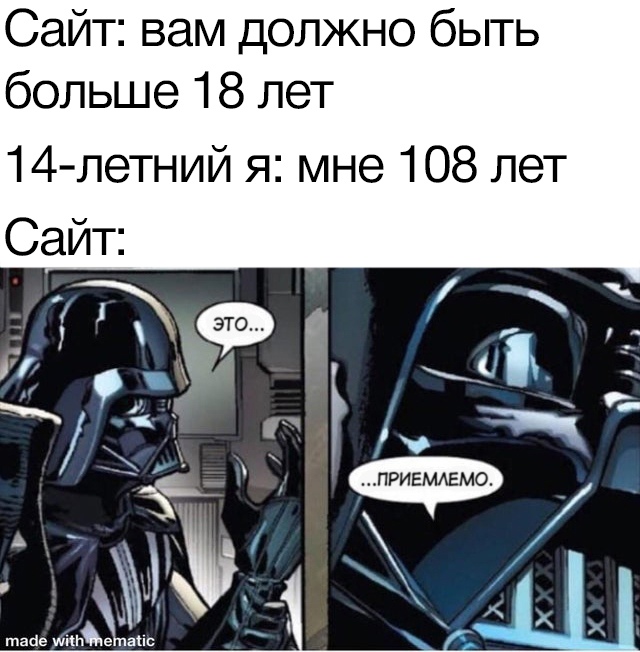 Сайт: вам должно быть
больше 18 лет
14-летний я: мне 108 лет
Сайт:
ЭТО...
...ПРИЕМЛЕМО.
made with mematic